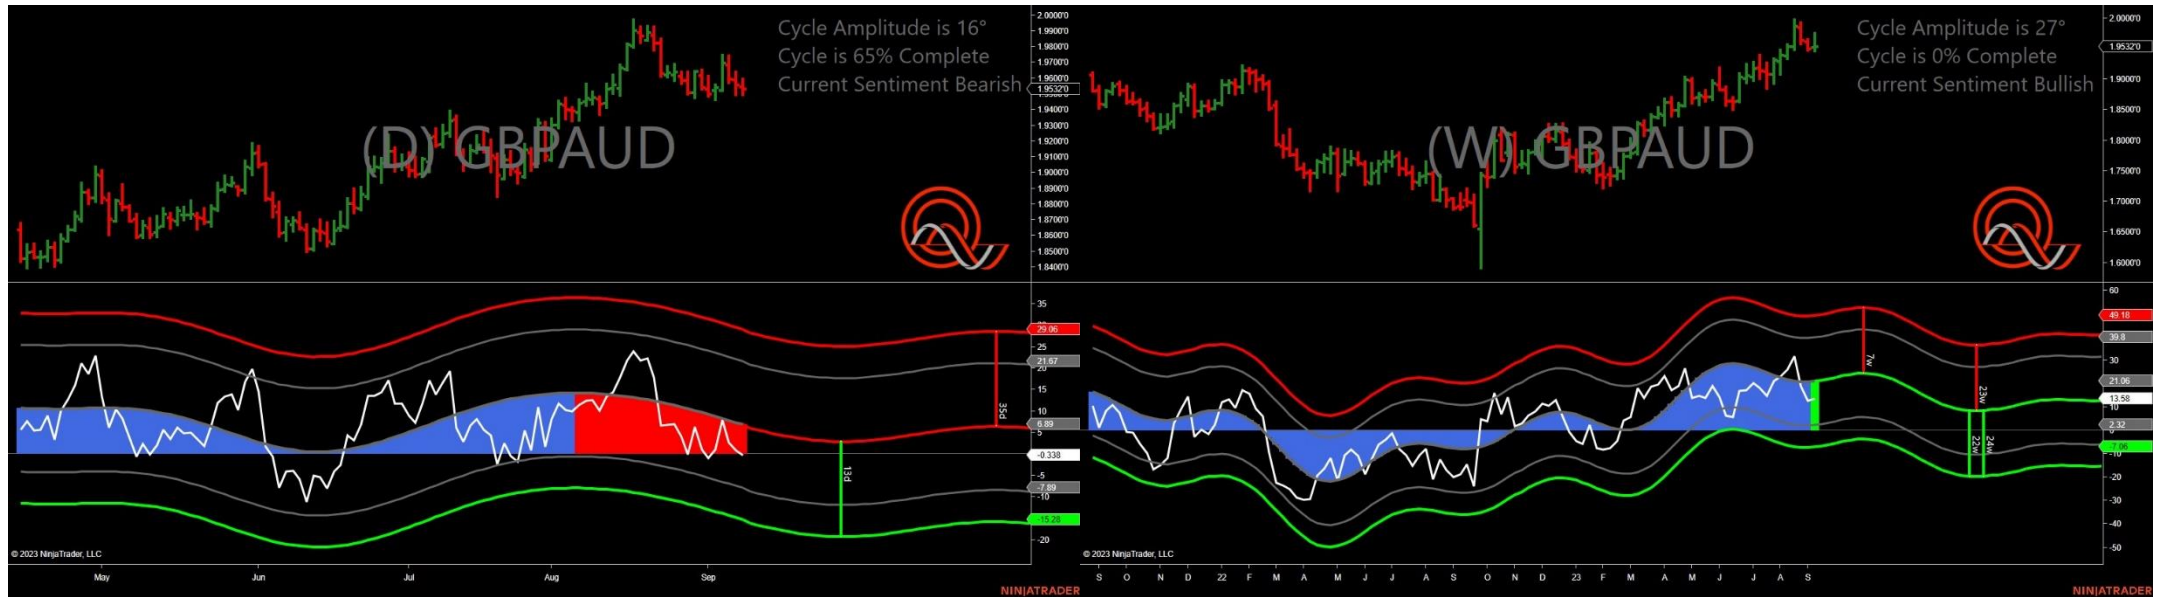 Cycle Amplitude is 16°
Cycle is 65% Complete
Current Sentiment Bearish
(D) GBPAUD
2.0000'0
1.9900'0
1.9800'0
1.9700'0
1.9600'0
1.9532'0
1.9400'0
1.9300'0
1.9200'0
1.9100'0
1.9000'0
1.8900'0
1.8800'0
1.8700'0
1.8600'0
1.8500'0
1.8400'0
35
29.06
25
21.67
20
15
10
6.89
5
-0.338
-7.89
-10
-15.28
-20
35d
13d
© 2023 NinjaTrader, LLC
May Jun Jul Aug Sep
NINJATRADER
Cycle Amplitude is 27°
Cycle is 0% Complete
Current Sentiment Bullish
(W) GBPAUD
2.0000'0
1.9532'0
1.9000'0
1.8500'0
1.8000'0
1.7500'0
1.7000'0
1.6500'0
1.6000'0
60
49.18
39.8
30
21.06
13.58
10
2.32
-7.06
-10
-20
-30
-40
-50
7w
23w
22w
24w
© 2023 NinjaTrader, LLC
S O N D 22 F M A M J J A S O N D 23 F M A M J J A S
NINJATRADER